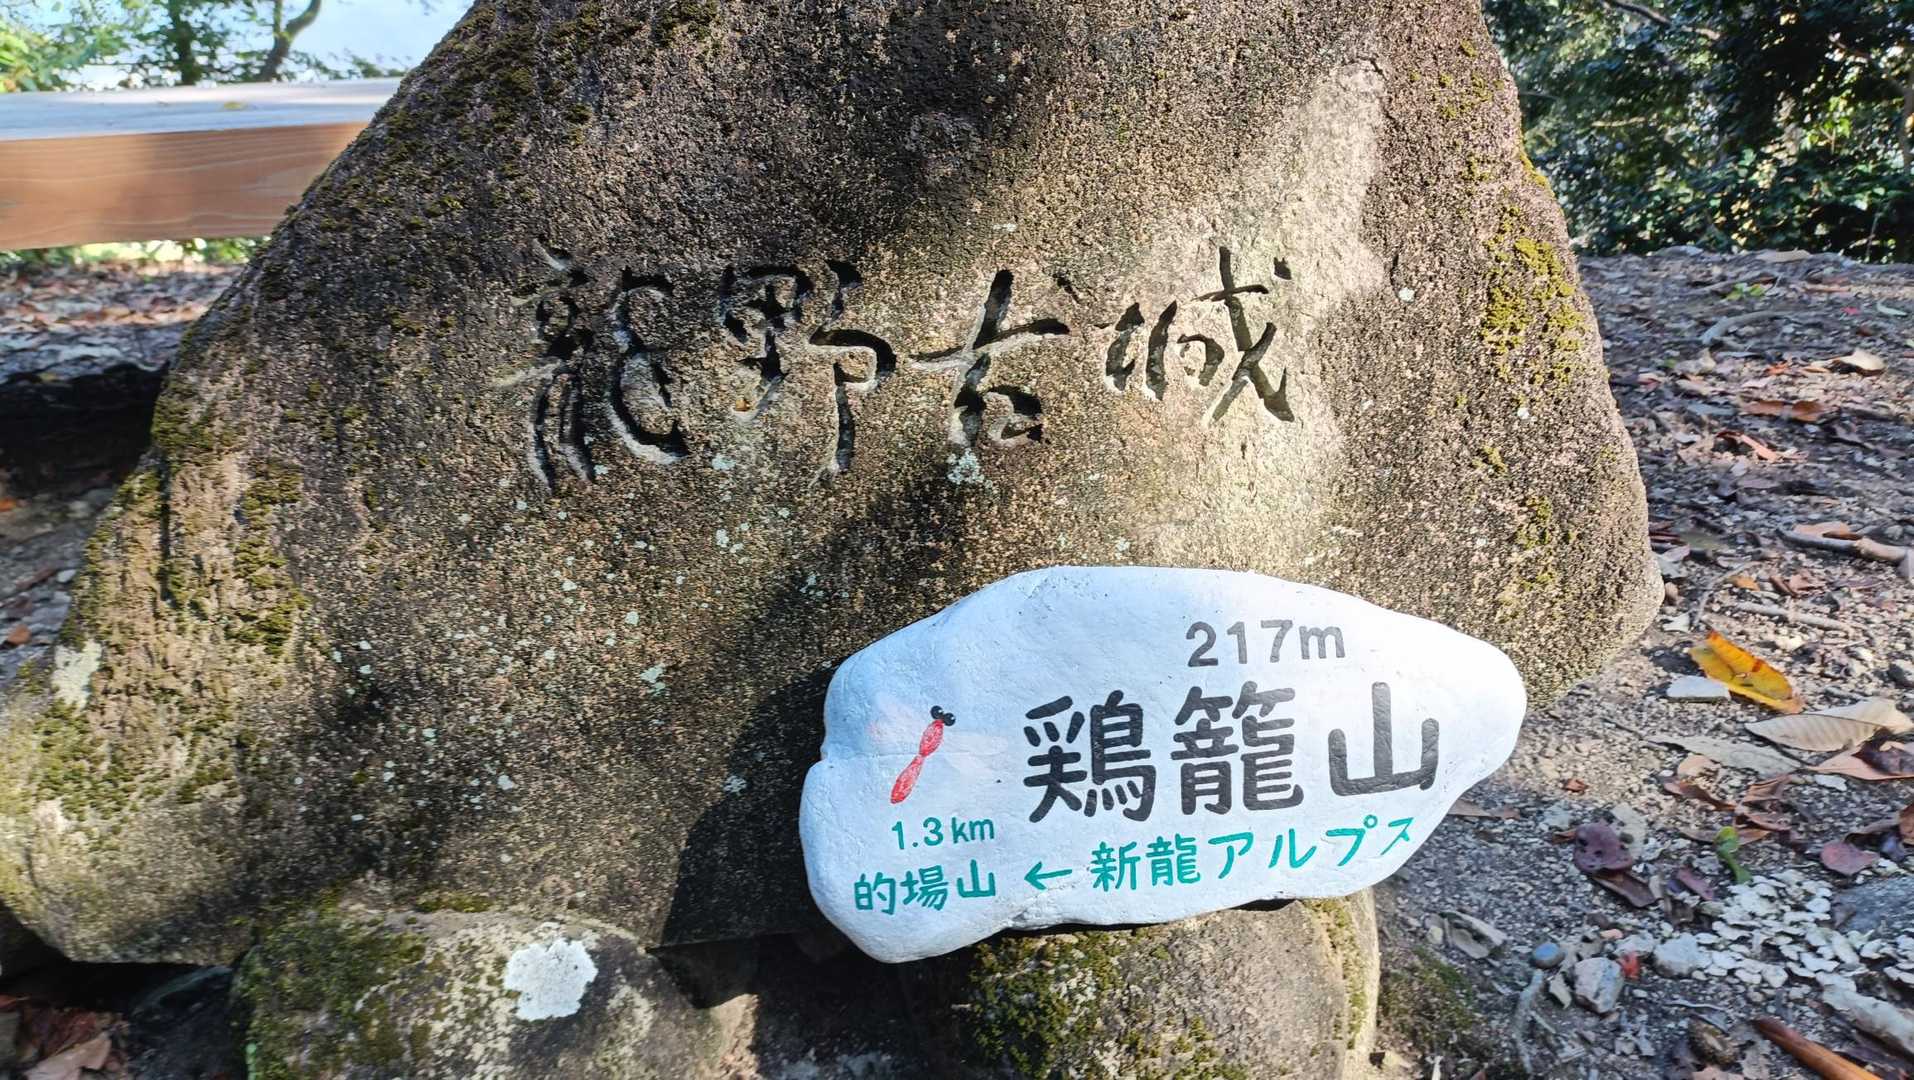 龍野古城
217m
鶏籠山
1.3km
的場山 ← 新龍アルプス